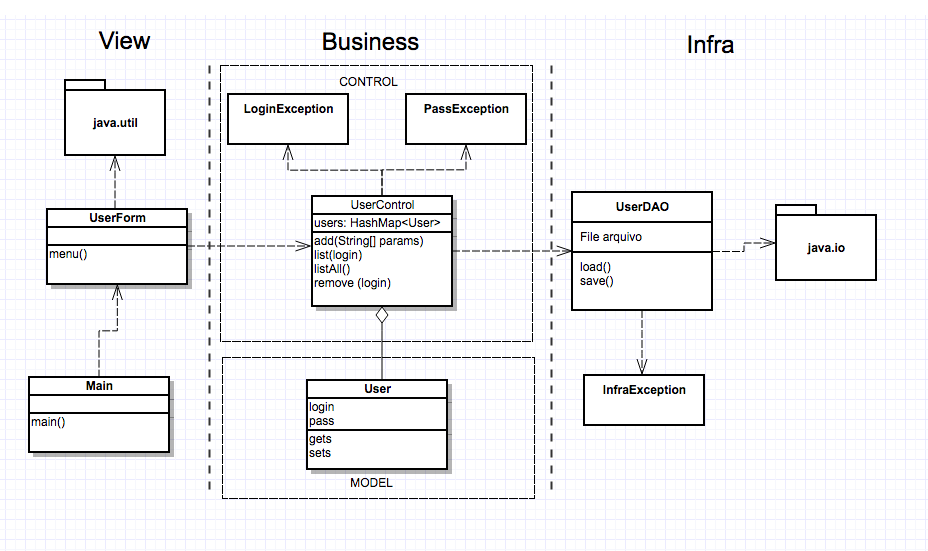 View
Business
Infra
java.util
UserForm
menu()
Main
main()
CONTROL
LoginException
PassException
UserControl
users: HashMap<User>
add(String[] params)
list(login)
listAll()
remove (login)
User
login
pass
gets
sets
MODEL
UserDAO
File arquivo
load()
save()
java.io
InfraException